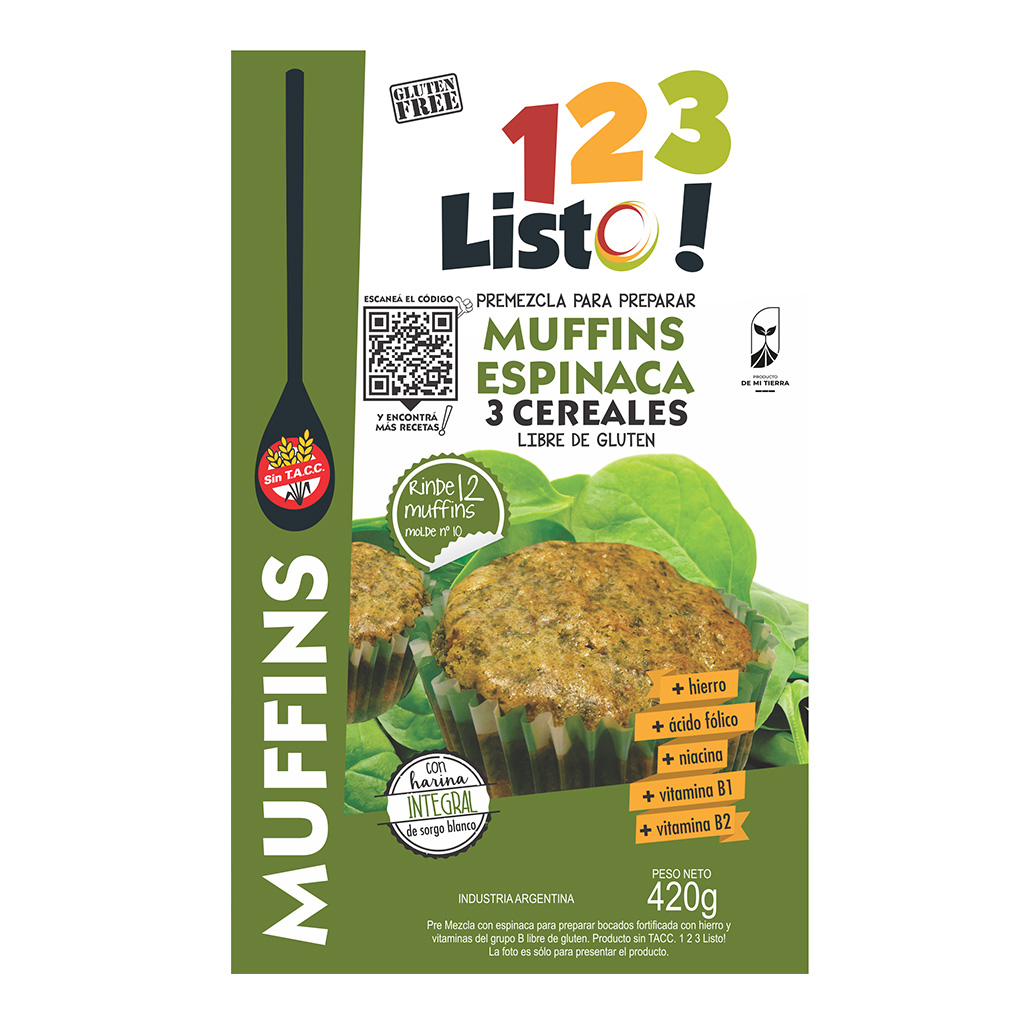 GLUTEN
FREE
1 2 3
Listo!
ESCANEÁ EL CÓDIGO
Y ENCONTRÁ
MÁS RECETAS!
PREMEZCLA PARA PREPARAR
MUFFINS
ESPINACA
3 CEREALES
LIBRE DE GLUTEN
PRODUCTO
DE MI TIERRA
Sin T.A.C.C.
MUFFINS
Rinde 12
muffins
molde nº 10
+ hierro
+ ácido fólico
+ niacina
+ vitamina B1
+ vitamina B2
con
harina
INTEGRAL
de sorgo blanco
PESO NETO
420g
INDUSTRIA ARGENTINA
Pre Mezcla con espinaca para preparar bocados fortificada con hierro y
vitaminas del grupo B libre de gluten. Producto sin TACC. 1 2 3 Listo!
La foto es sólo para presentar el producto.